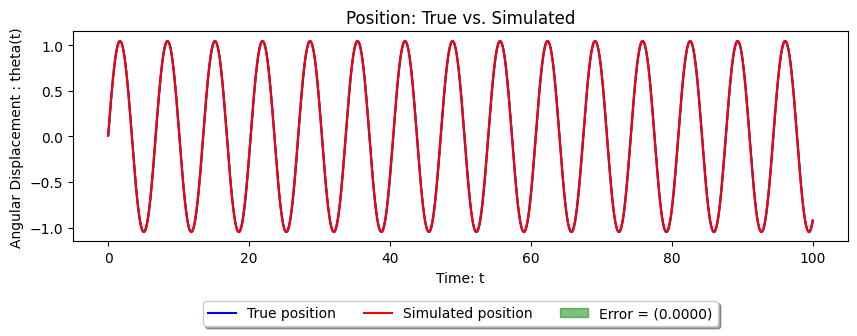 Position: True vs. Simulated
Angular Displacement : theta(t)
1.0
0.5
0.0
−0.5
−1.0
0 20 40 60 80 100
Time: t
True position Simulated position Error = (0.0000)